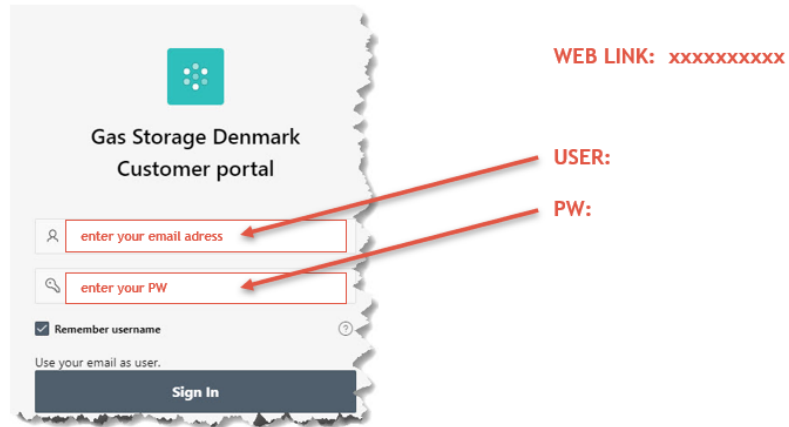 WEB LINK: xxxxxxxxxx
Gas Storage Denmark
Customer portal
USER:
PW:
enter your email adress
enter your PW
Remember username
?
Use your email as user.
Sign In